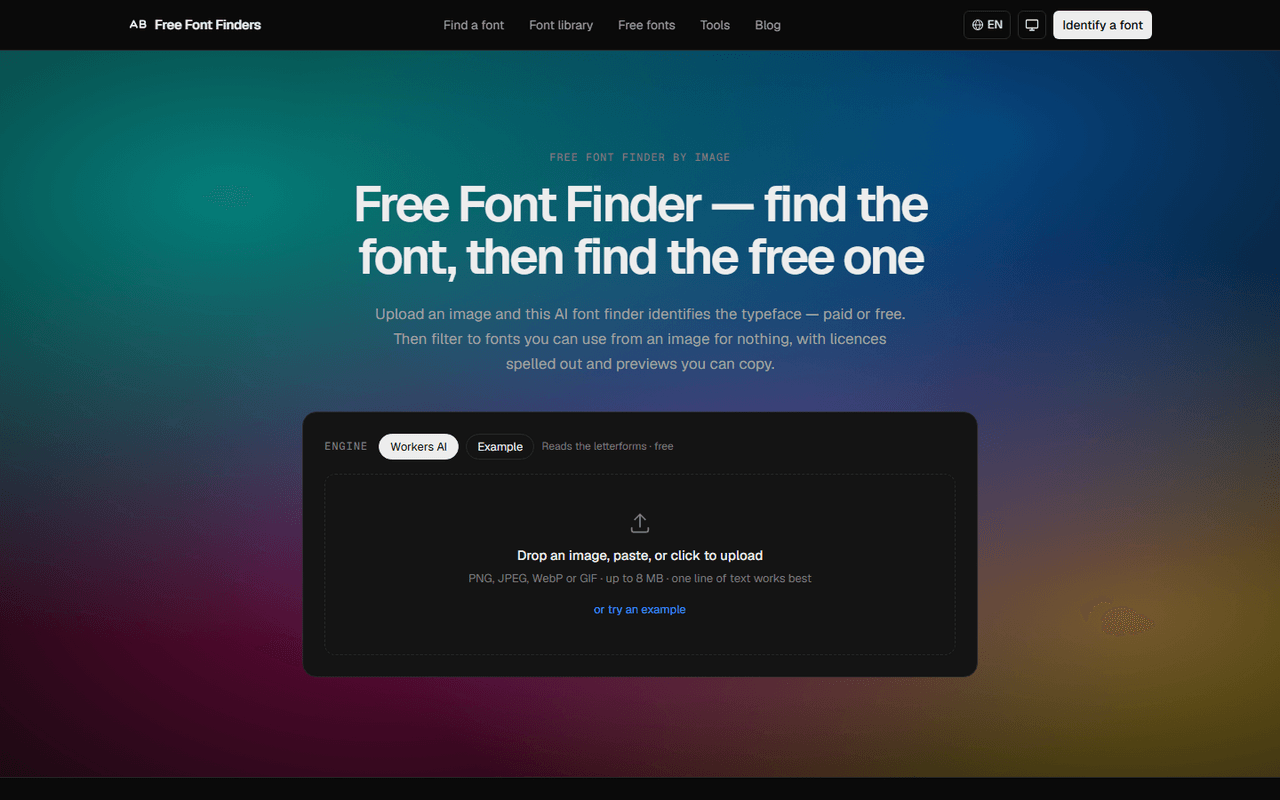 AB Free Font Finders
Find a font
Font library
Free fonts
Tools
Blog
EN
Identify a font
FREE FONT FINDER BY IMAGE
Free Font Finder — find the
font, then find the free one
Upload an image and this AI font finder identifies the typeface — paid or free.
Then filter to fonts you can use from an image for nothing, with licences
spelled out and previews you can copy.
ENGINE Workers AI Example Reads the letterforms · free
Drop an image, paste, or click to upload
PNG, JPEG, WebP or GIF · up to 8 MB · one line of text works best
or try an example